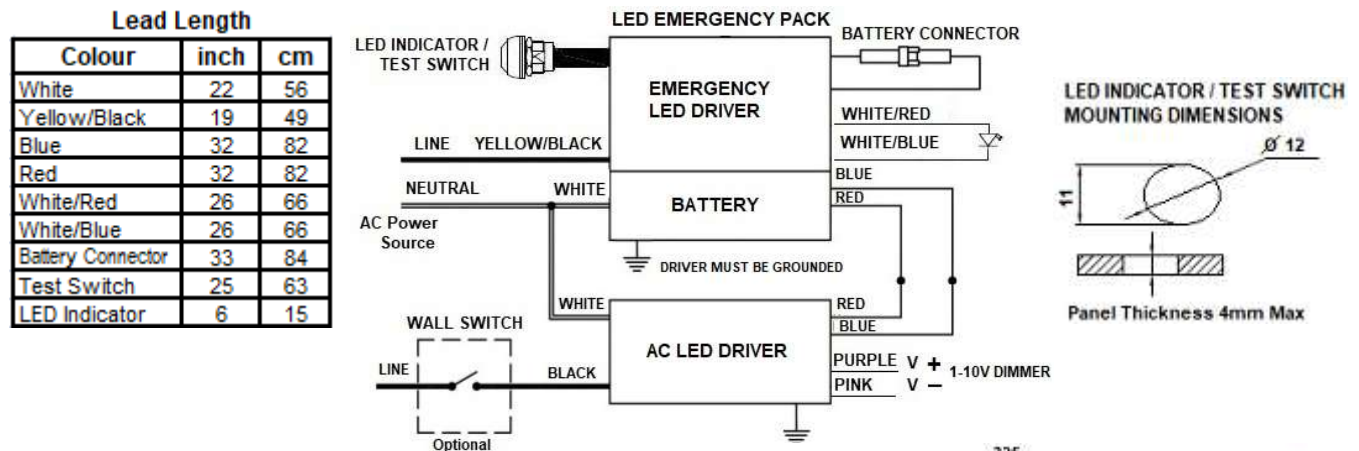 Lead Length
Colour inch cm
White 22 56
Yellow/Black 19 49
Blue 32 82
Red 32 82
White/Red 26 66
White/Blue 26 66
Battery Connector 33 84
Test Switch 25 63
LED Indicator 6 15
LED EMERGENCY PACK
LED INDICATOR /
TEST SWITCH
BATTERY CONNECTOR
EMERGENCY
LED DRIVER
WHITE/RED
WHITE/BLUE
LINE YELLOW/BLACK
NEUTRAL WHITE
AC Power
Source
BATTERY
BLUE
RED
DRIVER MUST BE GROUNDED
WHITE
RED
BLUE
WALL SWITCH
AC LED DRIVER
LINE
BLACK
PURPLE V +
PINK V −
1-10V DIMMER
Optional
LED INDICATOR / TEST SWITCH
MOUNTING DIMENSIONS
Ø 12
11
Panel Thickness 4mm Max